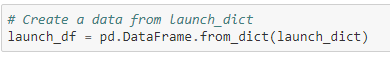 # Create a data from launch_dict
launch_df = pd.DataFrame.from_dict(launch_dict)